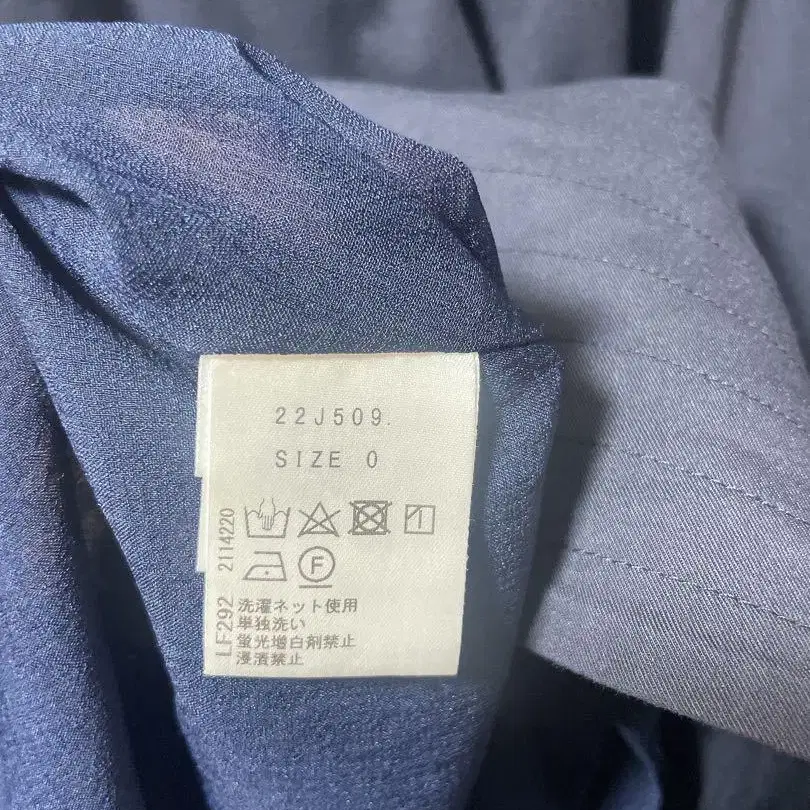 22J509.
SIZE 0
F
LF292 2114220
洗濯ネット使用
単独洗い
蛍光増白剤禁止
浸漬禁止